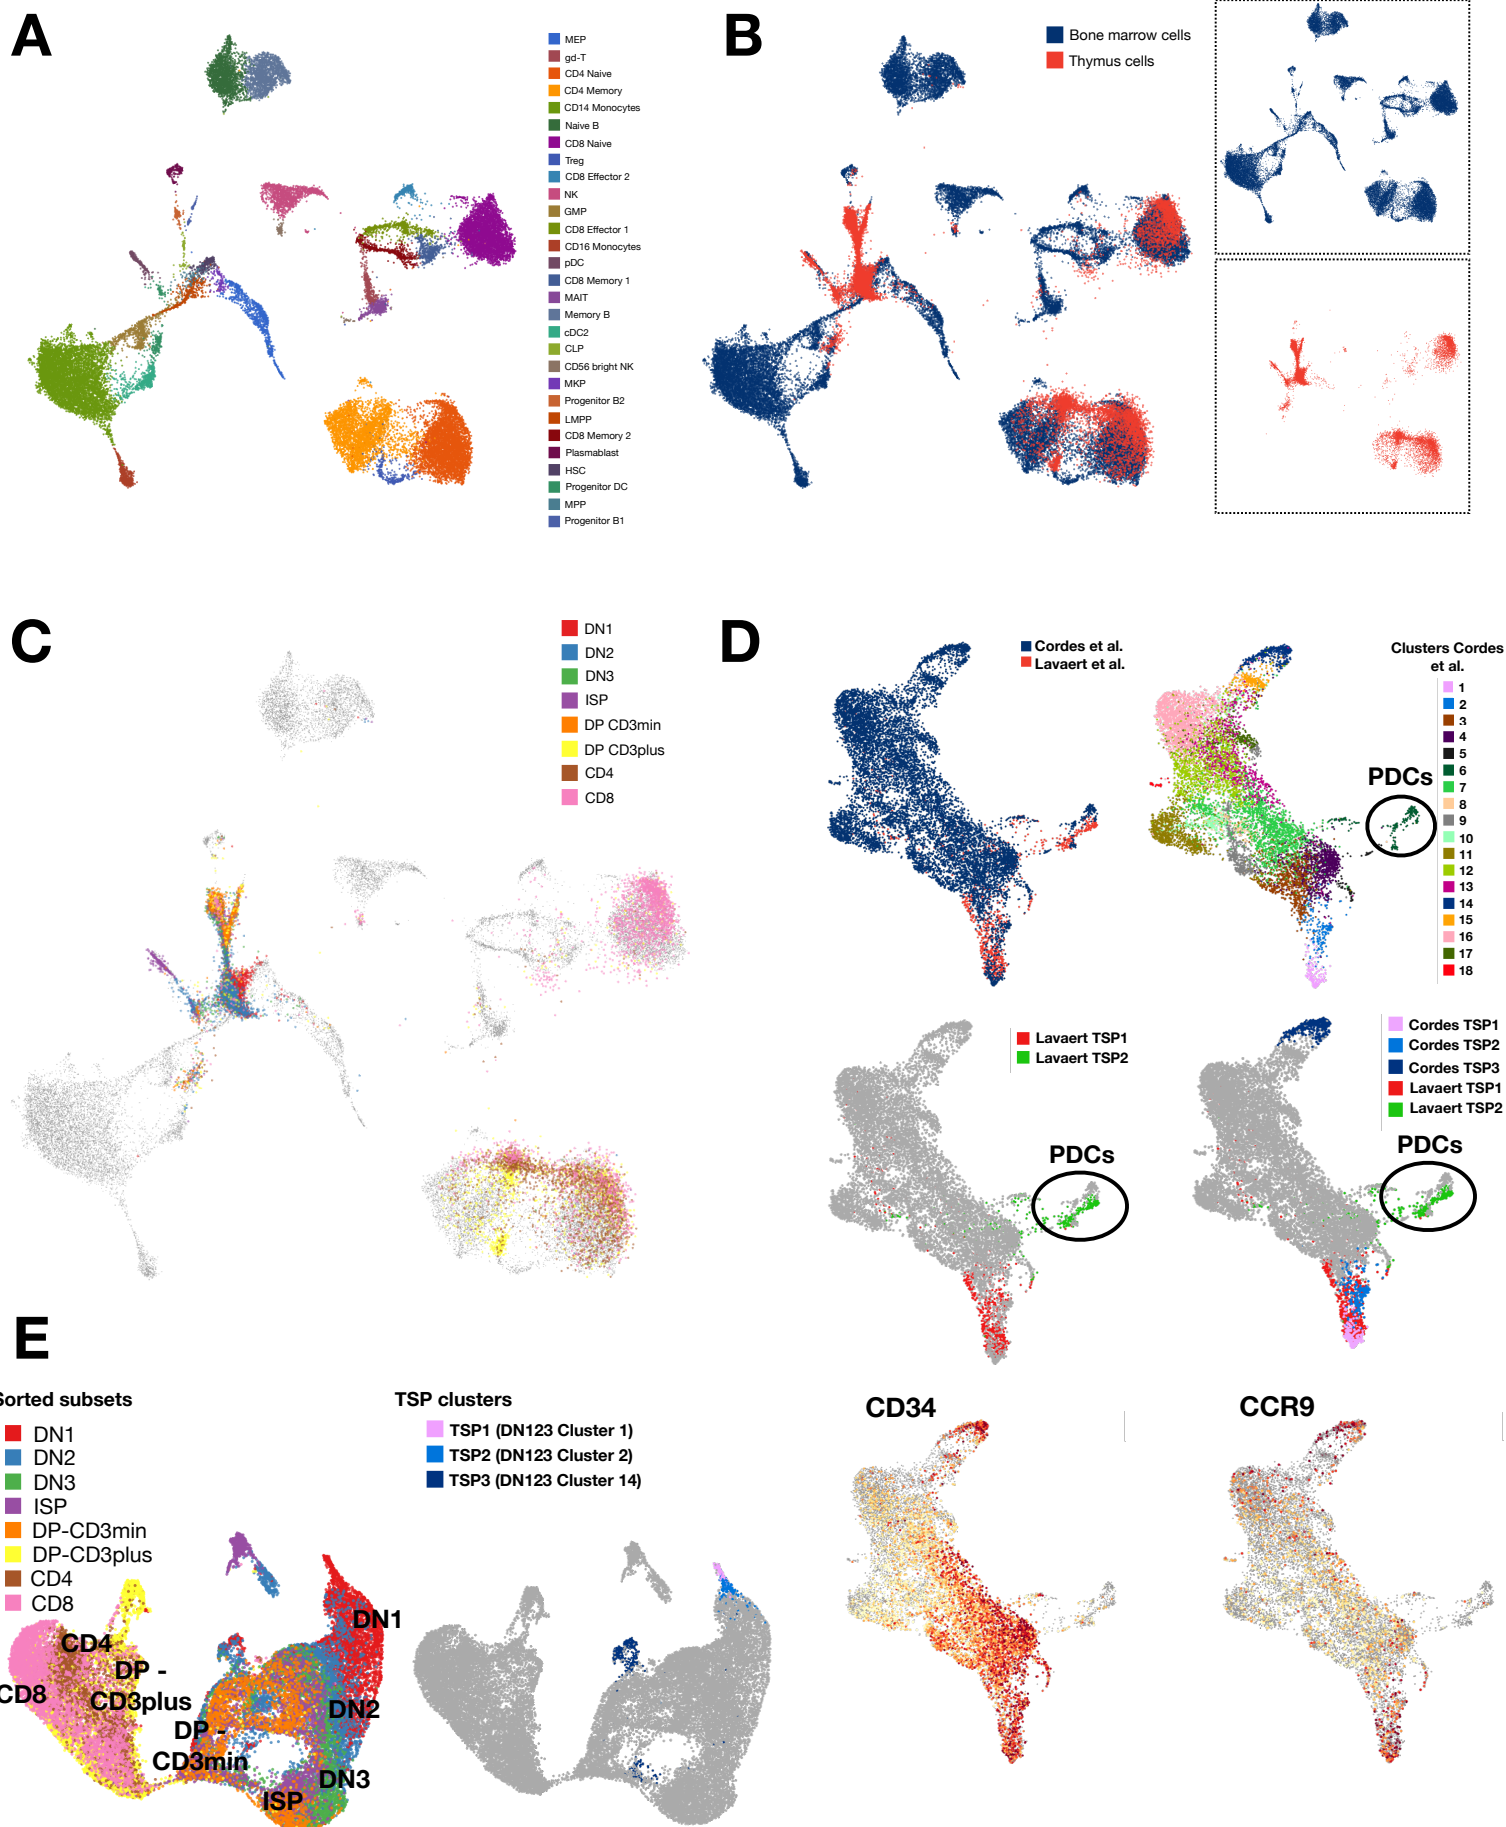 A
MEP
gd-T
CD4 Naive
CD4 Memory
CD14 Monocytes
Naive B
CD8 Naive
Treg
CD8 Effector 2
NK
GMP
CD8 Effector 1
CD16 Monocytes
pDC
CD8 Memory 1
MAIT
Memory B
cDC2
CLP
CD56 bright NK
MKP
Progenitor B2
LMPP
CD8 Memory 2
Plasmablast
HSC
Progenitor DC
MPP
Progenitor B1
B
Bone marrow cells
Thymus cells
C
DN1
DN2
DN3
ISP
DP CD3min
DP CD3plus
CD4
CD8
D
Cordes et al.
Lavaert et al.
Clusters Cordes
et al.
1
2
3
4
5
6
7
8
9
10
11
12
13
14
15
16
17
18
PDCs
Lavaert TSP1
Lavaert TSP2
PDCs
Cordes TSP1
Cordes TSP2
Cordes TSP3
Lavaert TSP1
Lavaert TSP2
PDCs
CD34
CCR9
E
Sorted subsets
DN1
DN2
DN3
ISP
DP-CD3min
DP-CD3plus
CD4
CD8
CD4
CD8
DP -
CD3plus
DP -
CD3min
DN1
DN2
DN3
ISP
TSP clusters
TSP1 (DN123 Cluster 1)
TSP2 (DN123 Cluster 2)
TSP3 (DN123 Cluster 14)